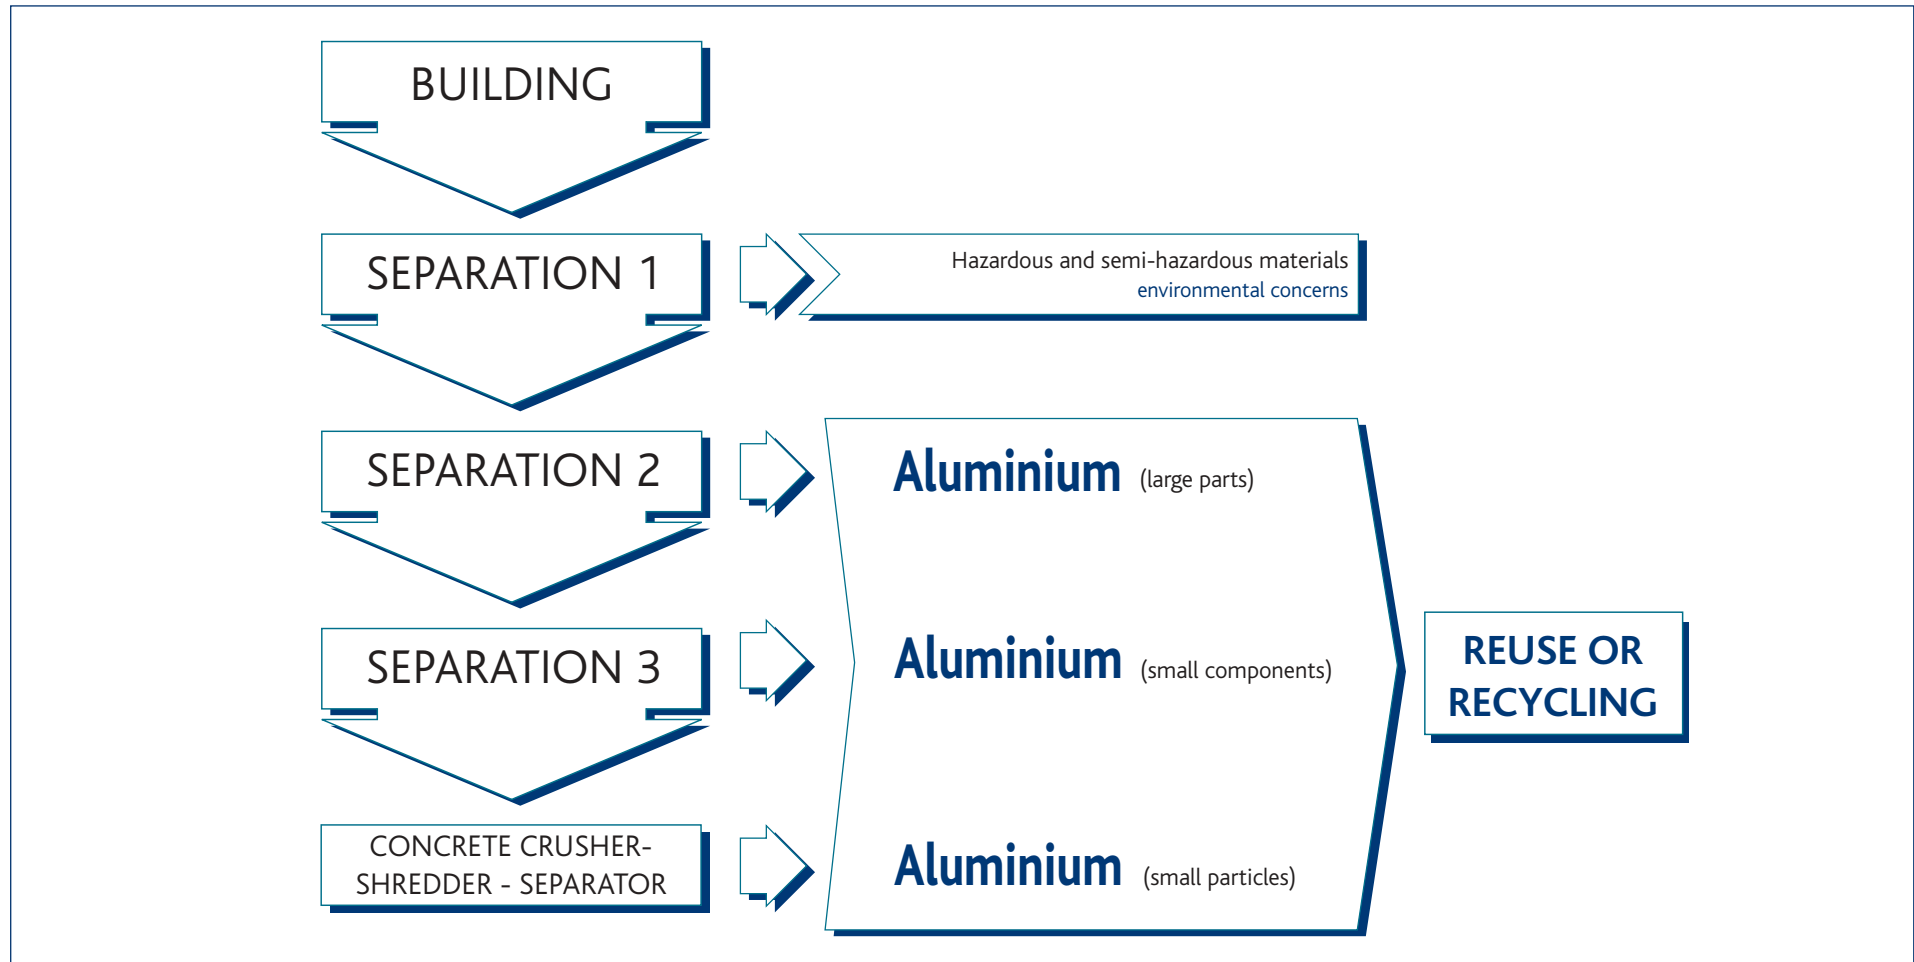 BUILDING
SEPARATION 1
Hazardous and semi-hazardous materials
environmental concerns
SEPARATION 2
Aluminium (large parts)
SEPARATION 3
Aluminium (small components)
REUSE OR
RECYCLING
CONCRETE CRUSHER-
SHREDDER - SEPARATOR
Aluminium (small particles)